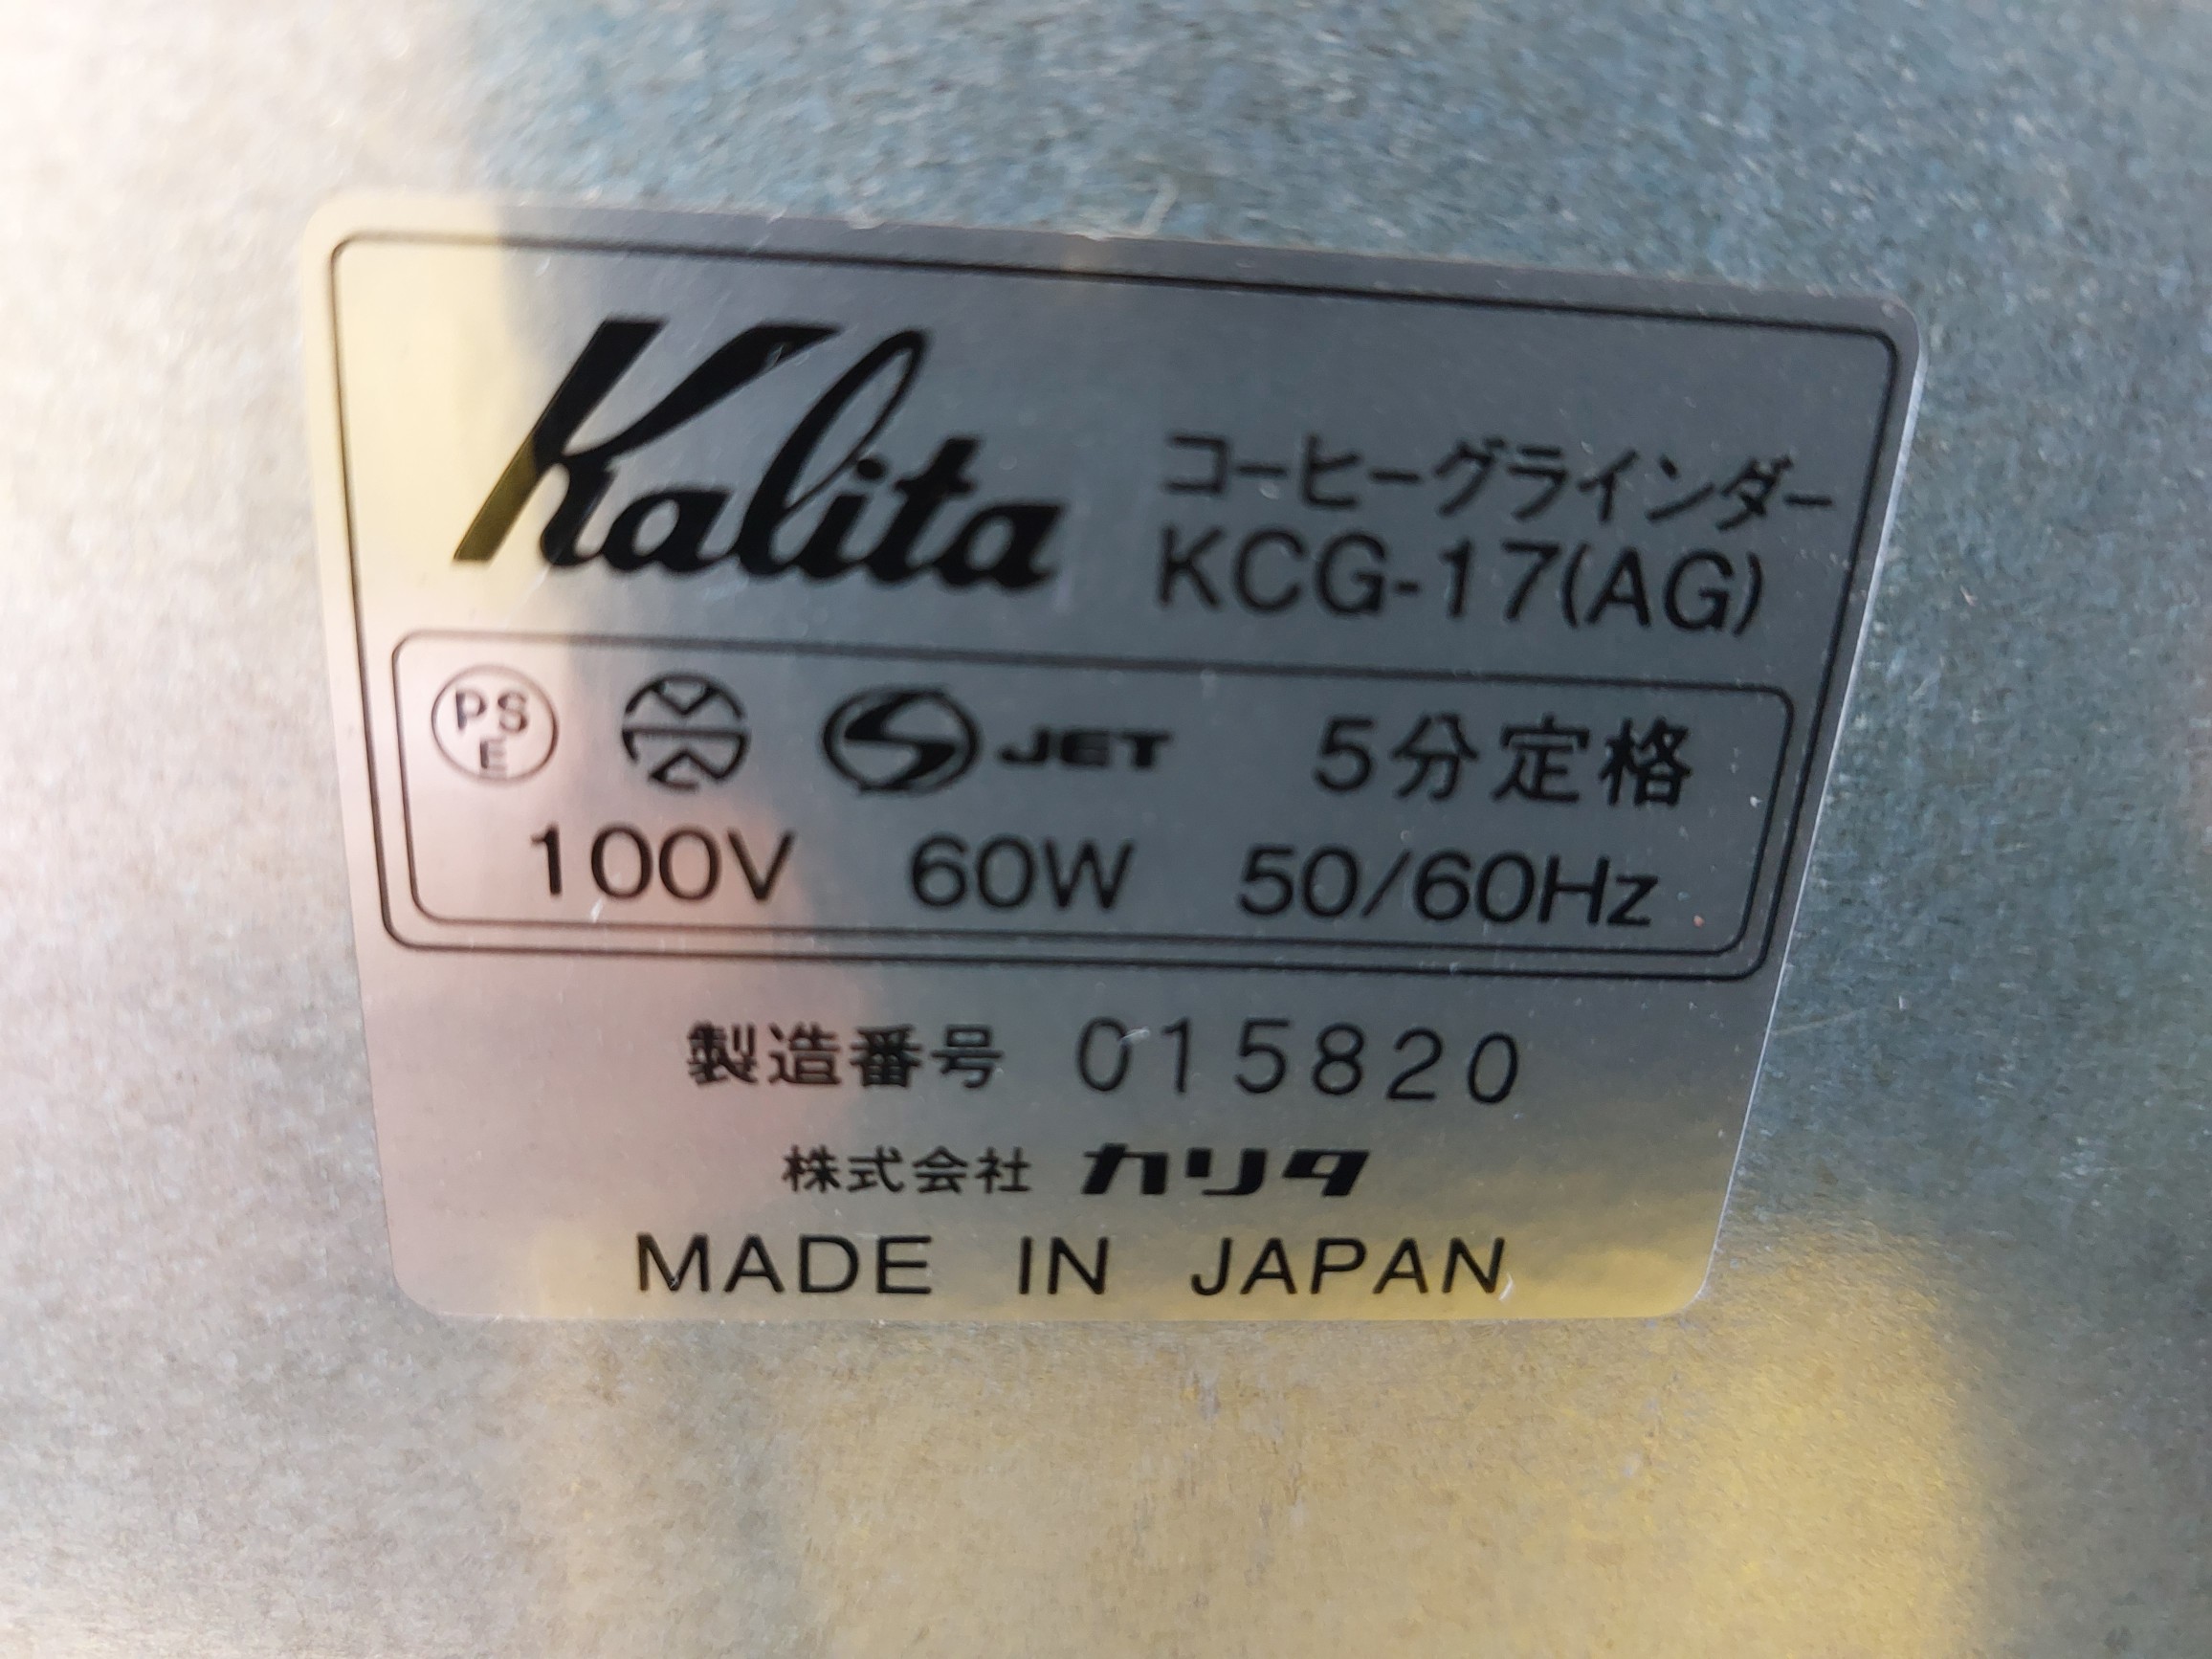 Kalita
コーヒーグラインダー
KCG-17(AG)
PS
E
S JET 5分定格
100V 60W 50/60Hz
製造番号 015820
株式会社 カリタ
MADE IN JAPAN